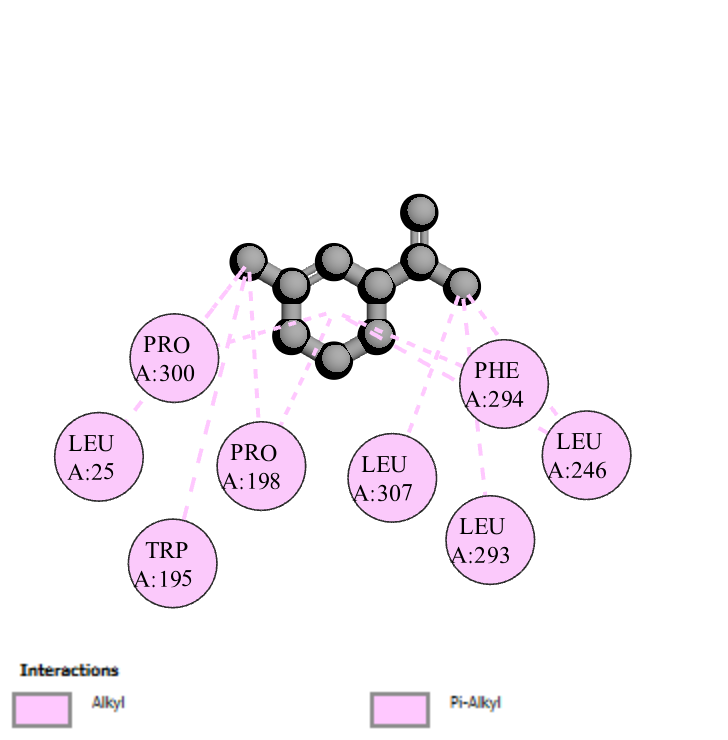 PRO
A:300
PHE
A:294
LEU
A:25
PRO
A:198
LEU
A:307
LEU
A:246
LEU
A:293
TRP
A:195
Interactions
Alkyl
Pi-Alkyl